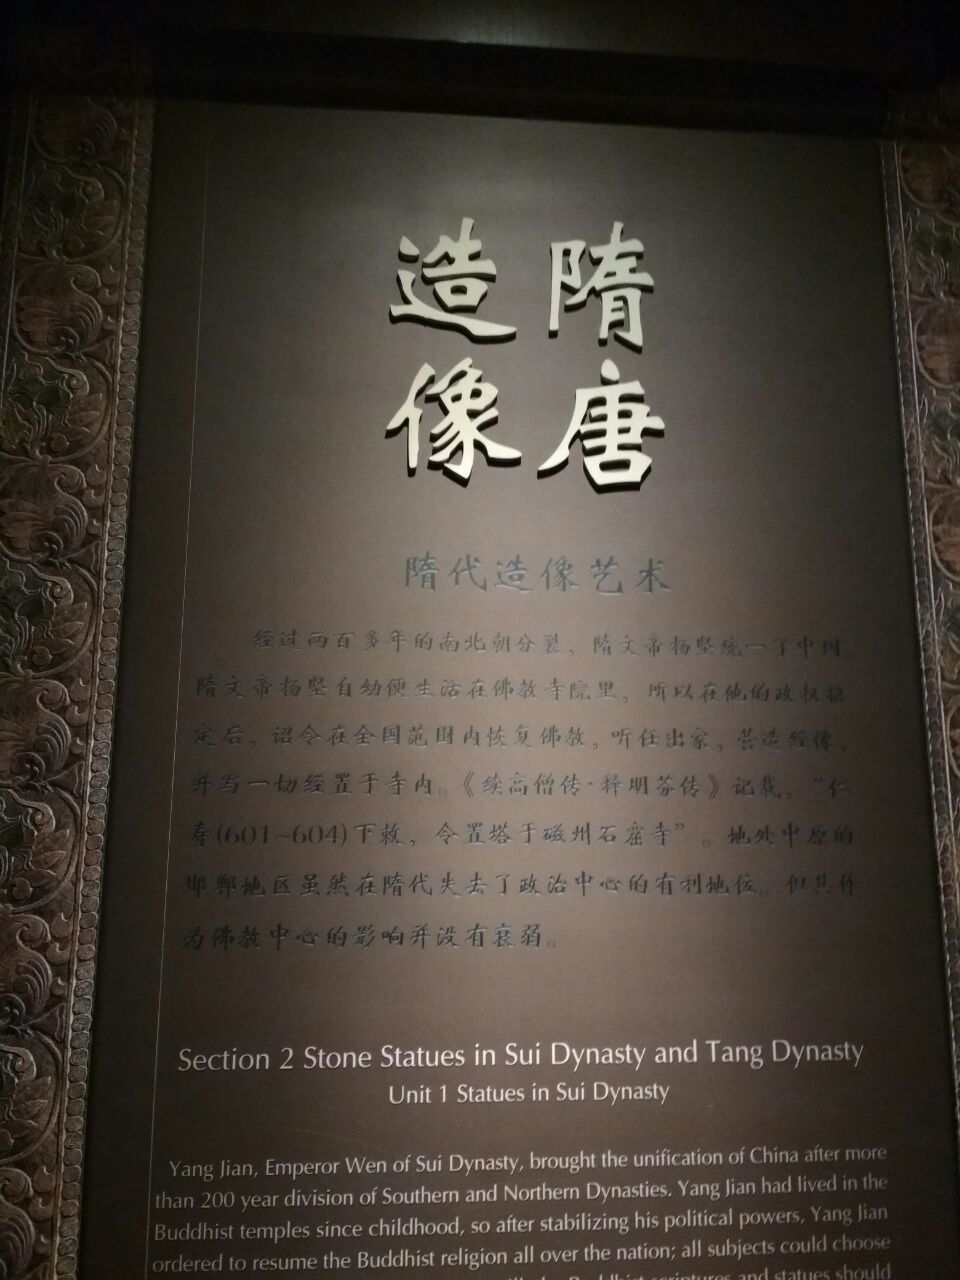 隋唐
造像
隋代造像艺术
经过两百多年的南北朝分裂，隋文帝杨坚统一了中国。
隋文帝杨坚自幼便生活在佛教寺院里，所以在他的政权稳
定后，诏令在全国范围内恢复佛教，听任出家，营造经像，
并写一切经置于寺内。《续高僧传·释明芬传》记载，“仁
寿(601~604)下敕，令置塔于磁州石窟寺”。地处中原的
邯郸地区虽然在隋代失去了政治中心的有利地位。但其作
为佛教中心的影响并没有衰弱。
Section 2 Stone Statues in Sui Dynasty and Tang Dynasty
Unit 1 Statues in Sui Dynasty
Yang Jian, Emperor Wen of Sui Dynasty, brought the unification of China after more
than 200 year division of Southern and Northern Dynasties. Yang Jian had lived in the
Buddhist temples since childhood, so after stabilizing his political powers, Yang Jian
ordered to resume the Buddhist religion all over the nation; all subjects could choose
Buddhist scriptures and statues should